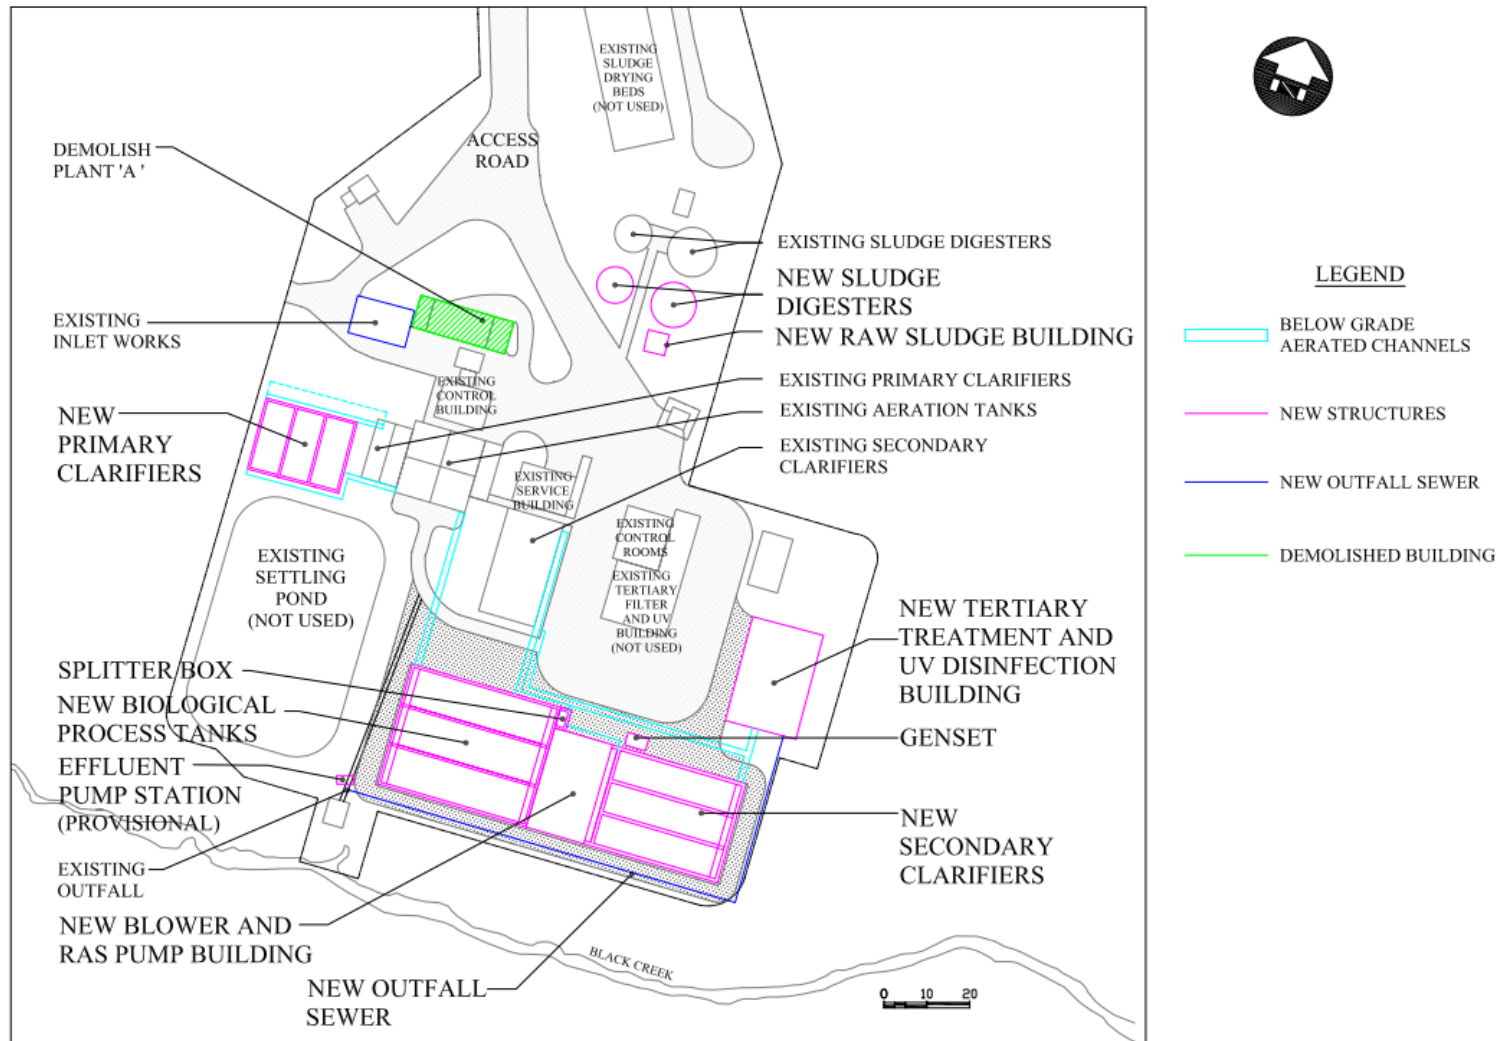 EXISTING
SLUDGE
DRYING
BEDS
(NOT USED)
ACCESS
ROAD
DEMOLISH
PLANT 'A '
EXISTING SLUDGE DIGESTERS
NEW SLUDGE
DIGESTERS
NEW RAW SLUDGE BUILDING
EXISTING
INLET WORKS
EXISTING PRIMARY CLARIFIERS
EXISTING AERATION TANKS
EXISTING SECONDARY
CLARIFIERS
EXISTING
CONTROL
BUILDING
NEW
PRIMARY
CLARIFIERS
EXISTING
SERVICE
BUILDING
EXISTING
CONTROL
ROOMS
EXISTING
TERTIARY
FILTER
AND UV
BUILDING
(NOT USED)
EXISTING
SETTLING
POND
(NOT USED)
NEW TERTIARY
TREATMENT AND
UV DISINFECTION
BUILDING
SPLITTER BOX
NEW BIOLOGICAL
PROCESS TANKS
EFFLUENT
PUMP STATION
(PROVISIONAL)
GENSET
EXISTING
OUTFALL
NEW
SECONDARY
CLARIFIERS
NEW BLOWER AND
RAS PUMP BUILDING
NEW OUTFALL
SEWER
BLACK CREEK
0 10 20
N
LEGEND
BELOW GRADE
AERATED CHANNELS
NEW STRUCTURES
NEW OUTFALL SEWER
DEMOLISHED BUILDING